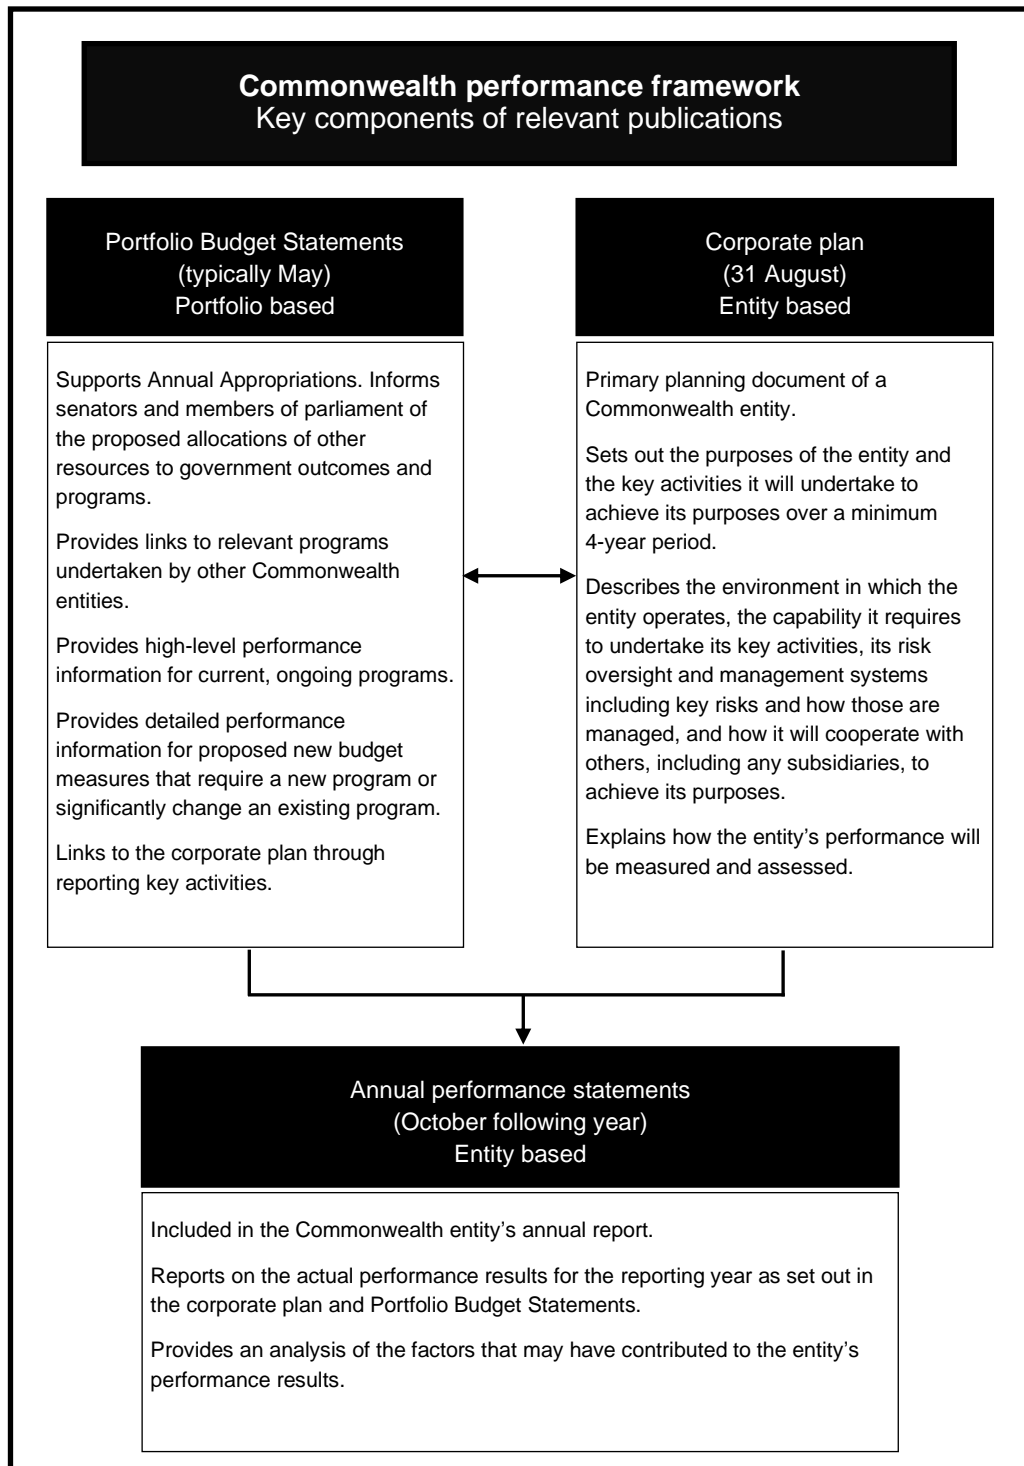 Commonwealth performance framework
Key components of relevant publications
Portfolio Budget Statements
(typically May)
Portfolio based
Supports Annual Appropriations. Informs
senators and members of parliament of
the proposed allocations of other
resources to government outcomes and
programs.
Provides links to relevant programs
undertaken by other Commonwealth
entities.
Provides high-level performance
information for current, ongoing programs.
Provides detailed performance
information for proposed new budget
measures that require a new program or
significantly change an existing program.
Links to the corporate plan through
reporting key activities.
Corporate plan
(31 August)
Entity based
Primary planning document of a
Commonwealth entity.
Sets out the purposes of the entity and
the key activities it will undertake to
achieve its purposes over a minimum
4-year period.
Describes the environment in which the
entity operates, the capability it requires
to undertake its key activities, its risk
oversight and management systems
including key risks and how those are
managed, and how it will cooperate with
others, including any subsidiaries, to
achieve its purposes.
Explains how the entity’s performance will
be measured and assessed.
Annual performance statements
(October following year)
Entity based
Included in the Commonwealth entity’s annual report.
Reports on the actual performance results for the reporting year as set out in
the corporate plan and Portfolio Budget Statements.
Provides an analysis of the factors that may have contributed to the entity’s
performance results.